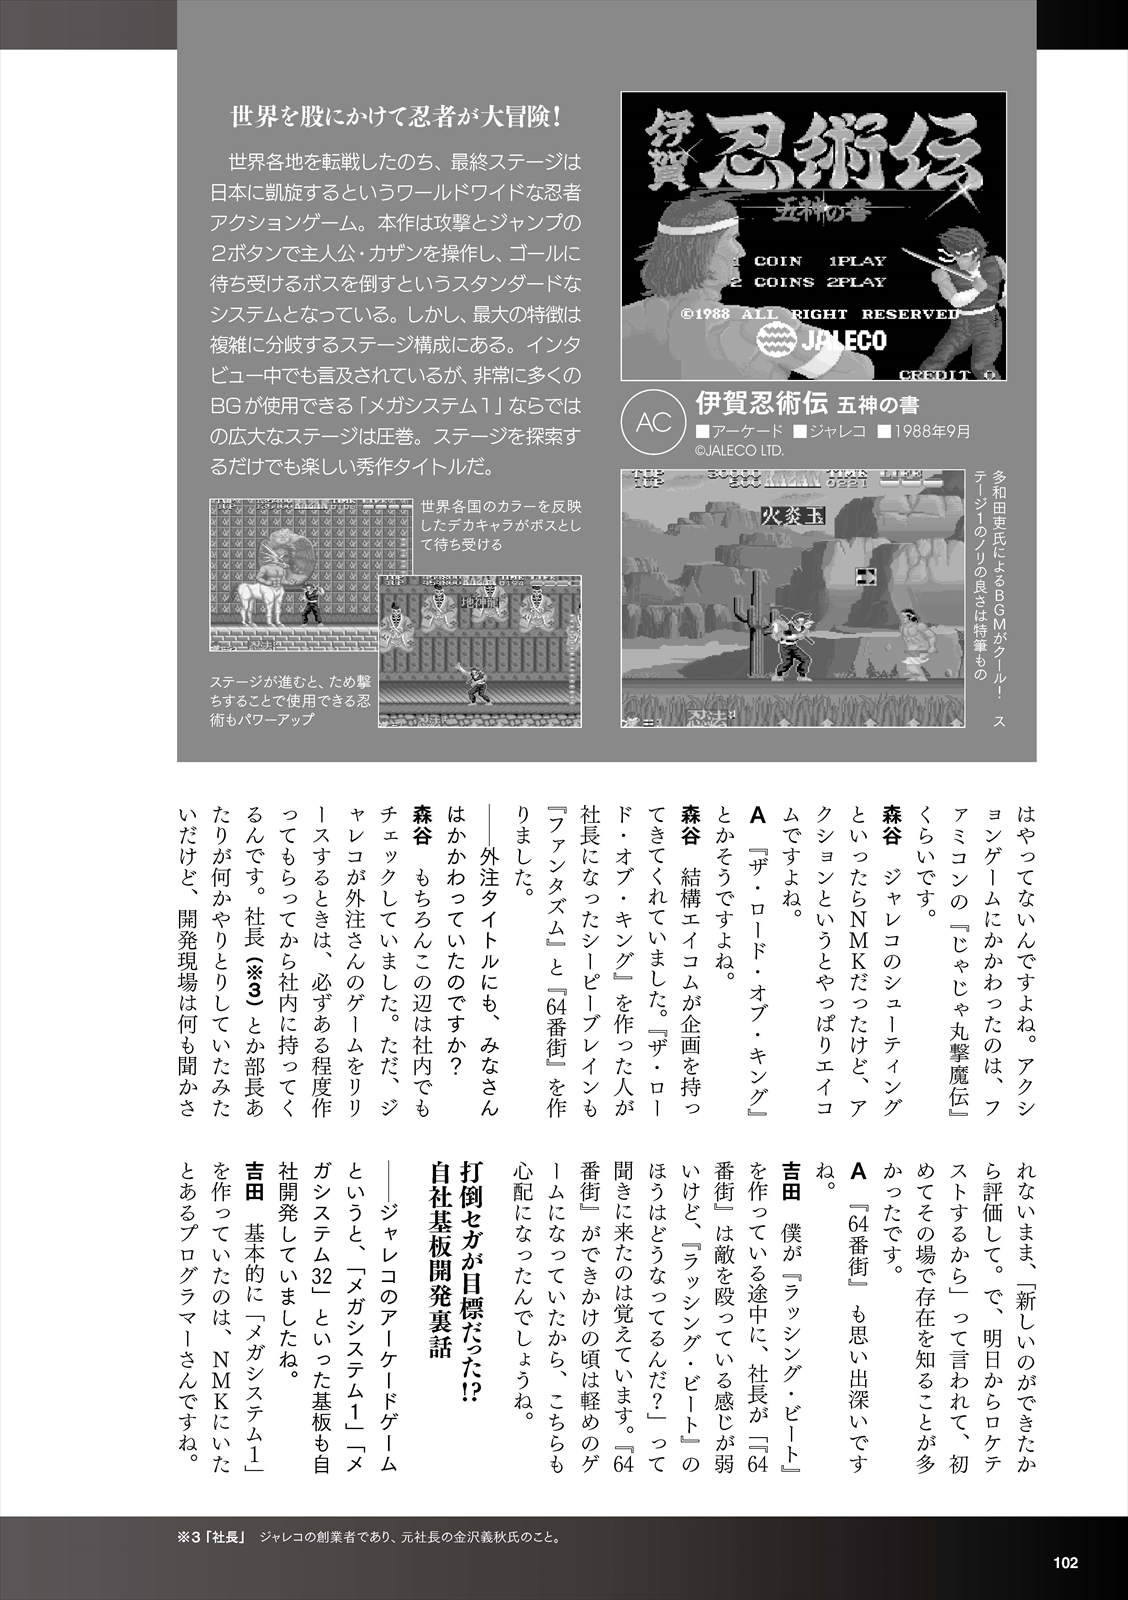 世界を股にかけて忍者が大冒険！
世界各地を転戦したのち、最終ステージは
日本に凱旋するというワールドワイドな忍者
アクションゲーム。本作は攻撃とジャンプの
２ボタンで主人公・カザンを操作し、ゴールに
待ち受けるボスを倒すというスタンダードな
システムとなっている。しかし、最大の特徴は
複雑に分岐するステージ構成にある。インタ
ビュー中でも言及されているが、非常に多くの
BGが使用できる「メガシステム１」ならでは
の広大なステージは圧巻。ステージを探索す
るだけでも楽しい秀作タイトルだ。
伊賀忍術伝
五神の書
1 COIN 1PLAY
2 COINS 2PLAY
©1988 ALL RIGHT RESERVED
JALECO
CREDIT 0
AC
伊賀忍術伝 五神の書
■アーケード ■ジャレコ ■1988年9月
©JALECO LTD.
TOP 30000 KAZAN TIME LIFE
1UP 500 0221
火炎玉
忍法
多和田吏氏によるBGMがクール！ ス
テージ1のノリの良さは特筆もの
世界各国のカラーを反映
したデカキャラがボスとし
て待ち受ける
ステージが進むと、ため撃
ちすることで使用できる忍
術もパワーアップ
はやってないんですよね。アクシ
ョンゲームにかかわったのは、フ
ァミコンの『じゃじゃ丸撃魔伝』
くらいです。
森谷 ジャレコのシューティング
といったらNMKだったけど、ア
クションというとやっぱりエイコ
ムですよね。
A 『ザ・ロード・オブ・キング』
とかそうですよね。
森谷 結構エイコムが企画を持っ
てきてくれていました。『ザ・ロー
ド・オブ・キング』を作った人が
社長になったシーピーブレインも
『ファンタズム』と『64番街』を作
りました。
――外注タイトルにも、みなさん
はかかわっていたのですか？
森谷 もちろんこの辺は社内でも
チェックしていました。ただ、ジ
ャレコが外注さんのゲームをリリ
ースするときは、必ずある程度作
ってもらってから社内に持ってく
るんです。社長（※３）とか部長あ
たりが何かやりとりしていたみた
いだけど、開発現場は何も聞かさ
れないまま、「新しいのができたか
ら評価して。で、明日からロケテ
ストするから」って言われて、初
めてその場で存在を知ることが多
かったです。
A 『64番街』も思い出深いです
ね。
吉田 僕が『ラッシング・ビート』
を作っている途中に、社長が「『64
番街』は敵を殴っている感じが弱
いけど、『ラッシング・ビート』の
ほうはどうなってるんだ？」って
聞きに来たのは覚えています。『64
番街』ができかけの頃は軽めのゲ
ームになっていたから、こちらも
心配になったんでしょうね。
打倒セガが目標だった!?
自社基板開発裏話
――ジャレコのアーケードゲーム
というと、「メガシステム１」「メ
ガシステム32」といった基板も自
社開発していましたね。
吉田 基本的に「メガシステム１」
を作っていたのは、NMKにいた
とあるプログラマーさんですね。
※３「社長」 ジャレコの創業者であり、元社長の金沢義秋氏のこと。
102